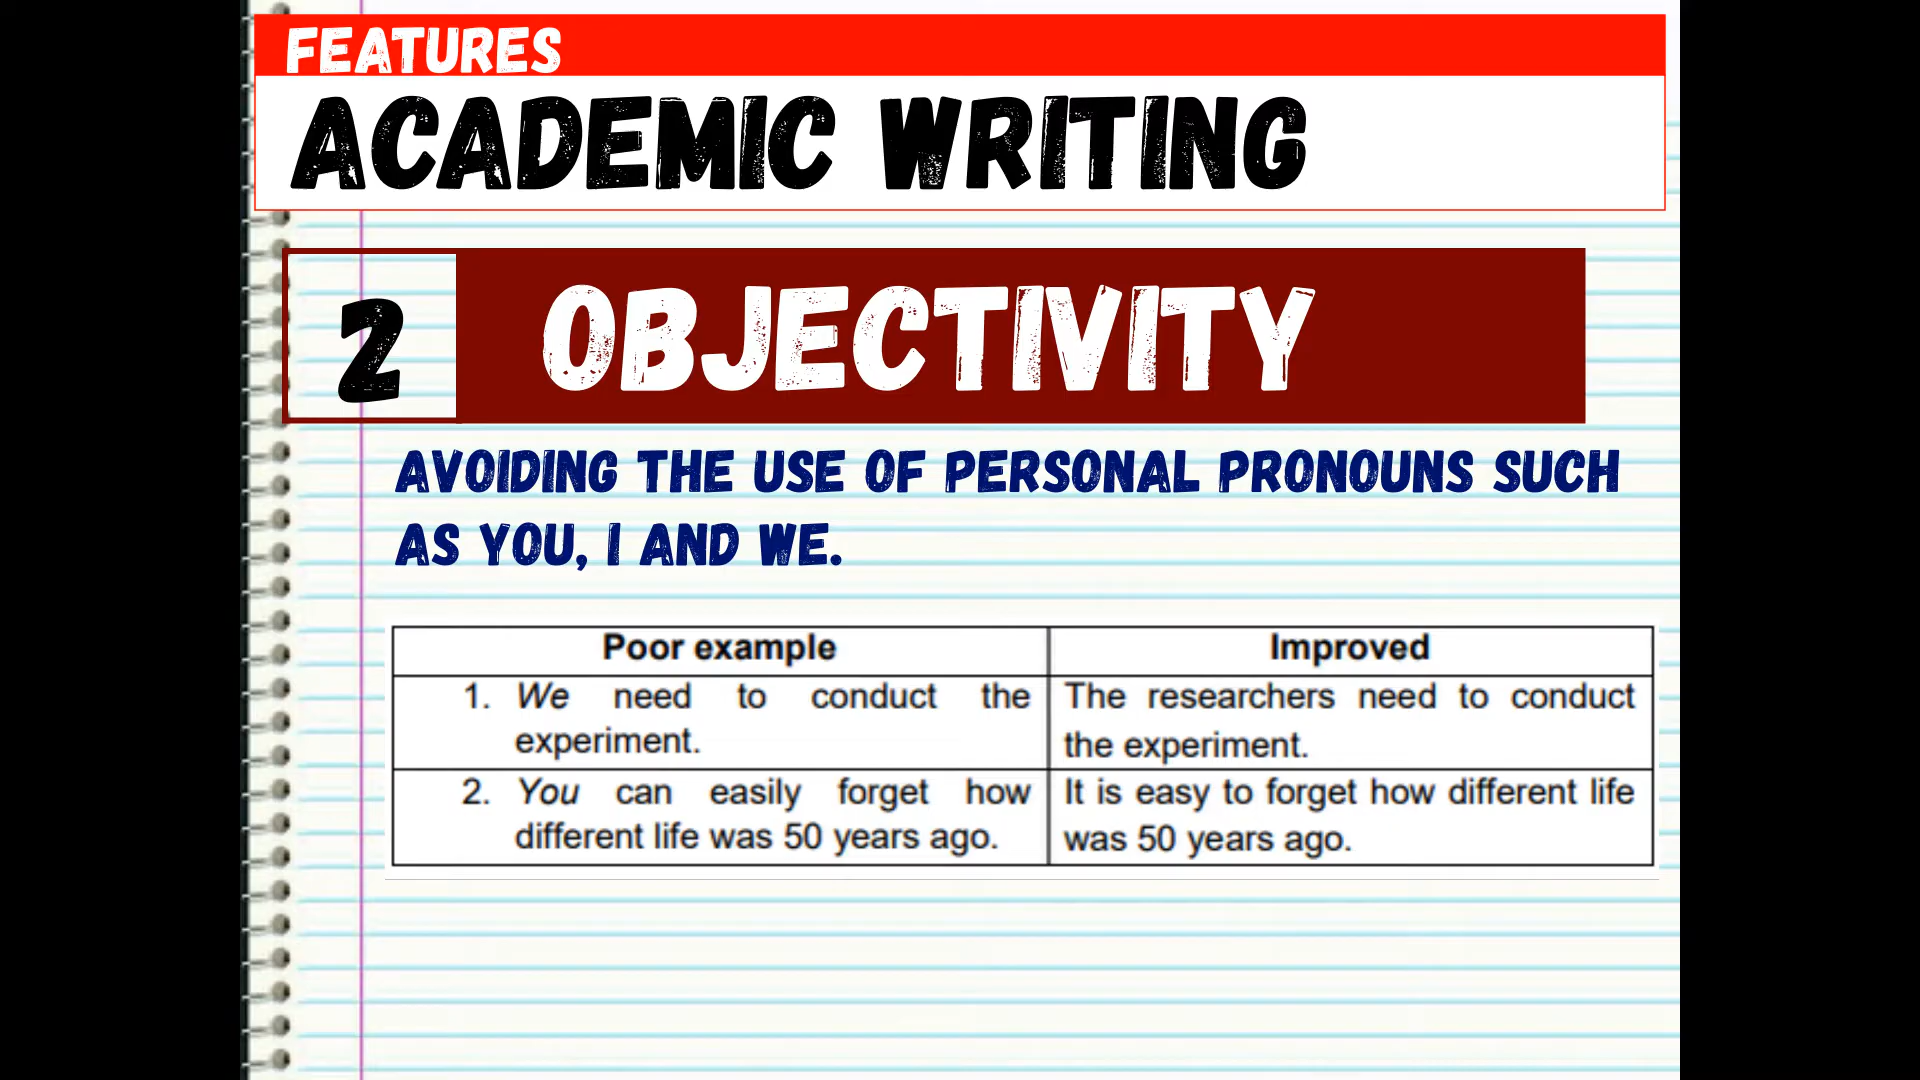 FEATURES
ACADEMIC WRITING
2 OBJECTIVITY
AVOIDING THE USE OF PERSONAL PRONOUNS SUCH
AS YOU, I AND WE.
Poor example Improved
1. We need to conduct the
experiment.
The researchers need to conduct
the experiment.
2. You can easily forget how
different life was 50 years ago.
It is easy to forget how different life
was 50 years ago.